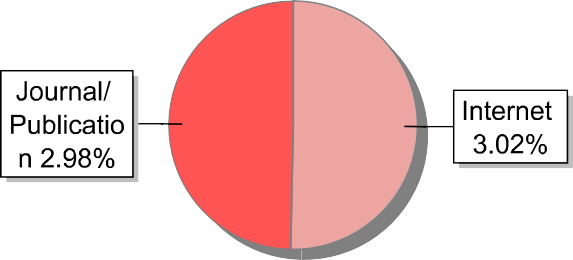 Journal/
Publicatio
n 2.98%
Internet
3.02%